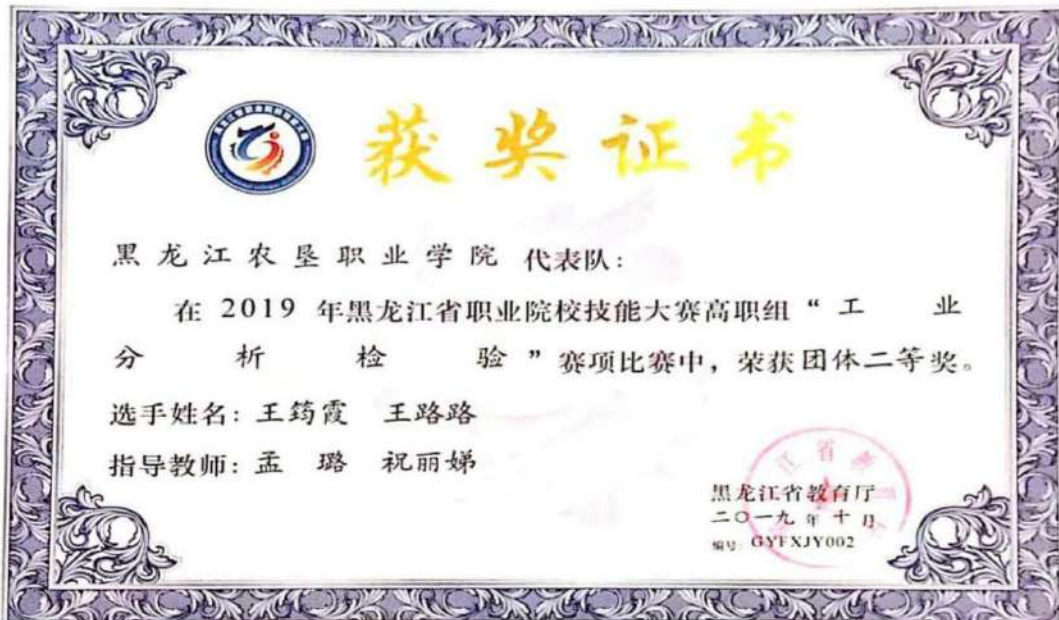 获奖证书
黑龙江农垦职业学院 代表队：
在 2019 年黑龙江省职业院校技能大赛高职组“工业
分析检验”赛项比赛中，荣获团体二等奖。
选手姓名：王筠霞 王路路
指导教师：孟 璐 祝丽娣
黑龙江省教育厅
二〇一九年十月
编号：GYFXJY002